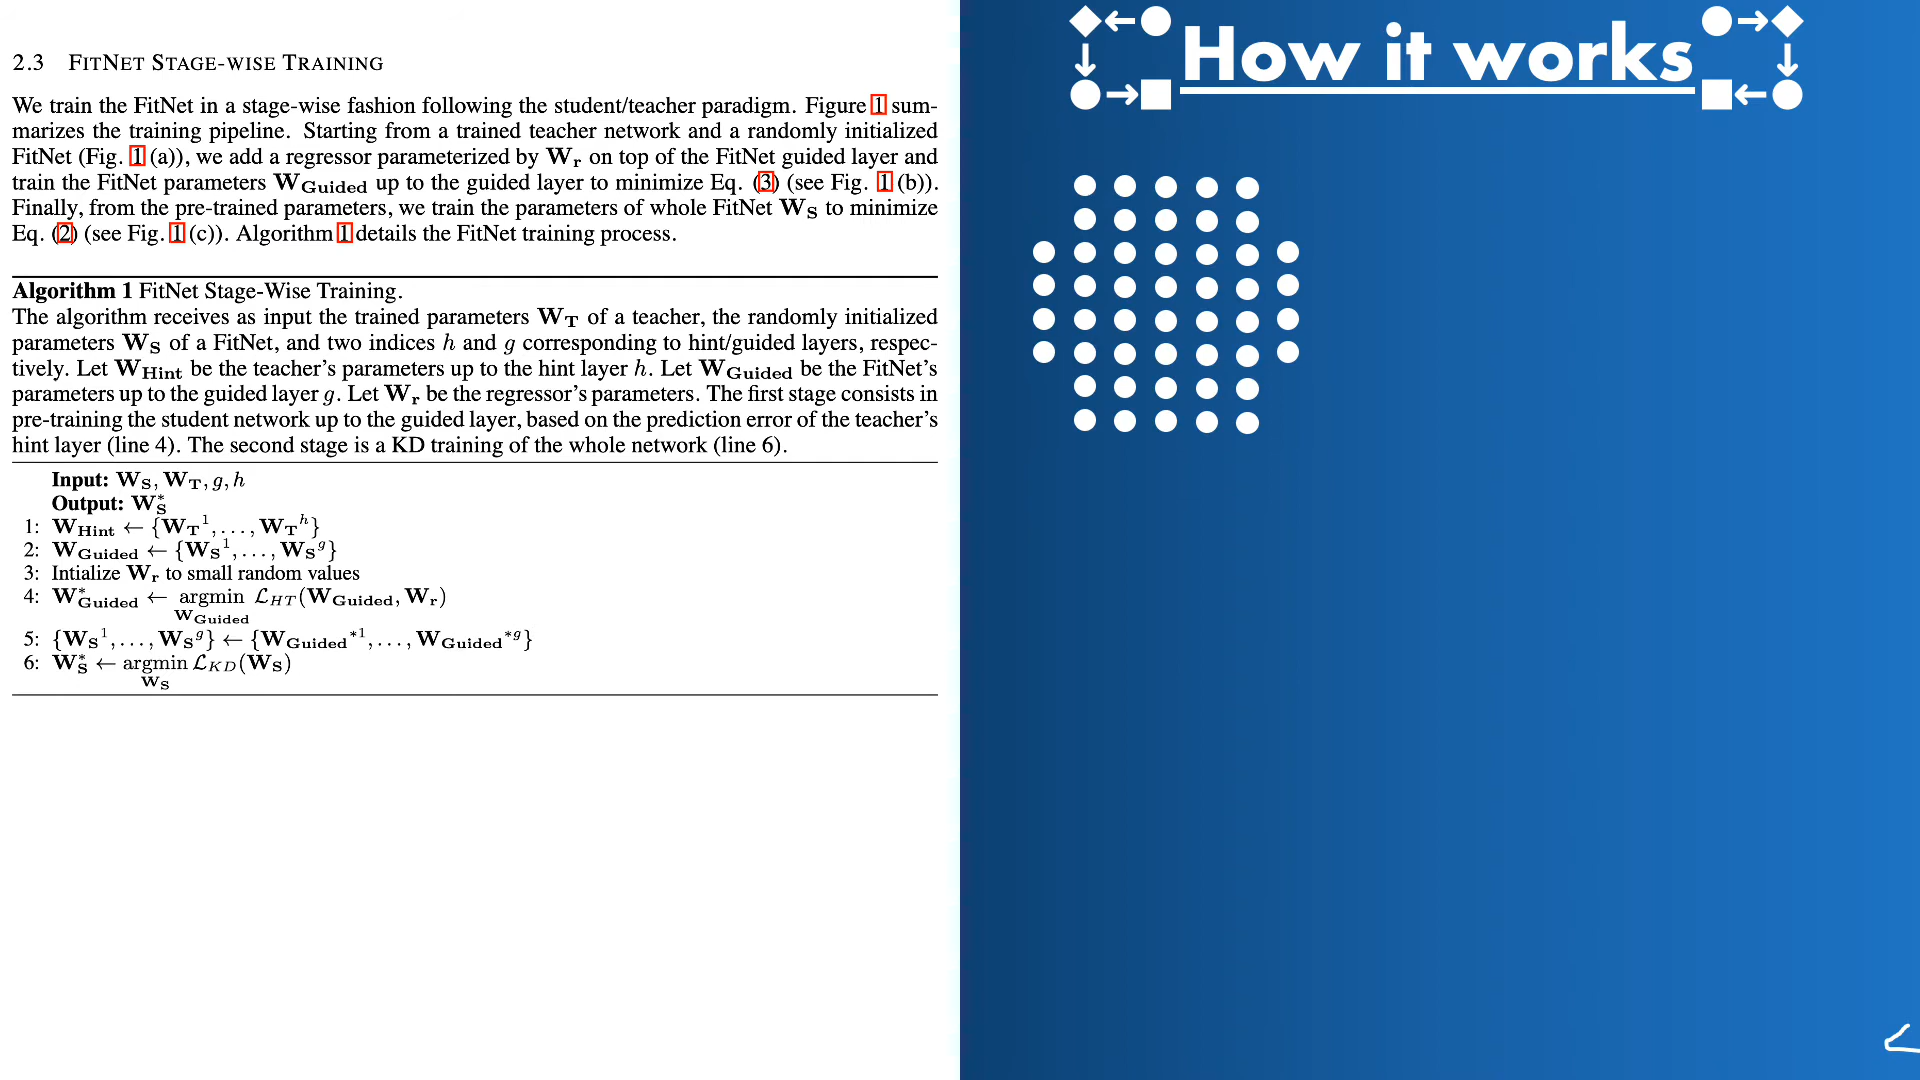 2.3 FITNET STAGE-WISE TRAINING
We train the FitNet in a stage-wise fashion following the student/teacher paradigm. Figure 1 sum-
marizes the training pipeline. Starting from a trained teacher network and a randomly initialized
FitNet (Fig. 1 (a)), we add a regressor parameterized by W_r on top of the FitNet guided layer and
train the FitNet parameters W_Guided up to the guided layer to minimize Eq. (3) (see Fig. 1 (b)).
Finally, from the pre-trained parameters, we train the parameters of whole FitNet W_S to minimize
Eq. (2) (see Fig. 1 (c)). Algorithm 1 details the FitNet training process.
Algorithm 1 FitNet Stage-Wise Training.
The algorithm receives as input the trained parameters W_T of a teacher, the randomly initialized
parameters W_S of a FitNet, and two indices h and g corresponding to hint/guided layers, respec-
tively. Let W_Hint be the teacher's parameters up to the hint layer h. Let W_Guided be the FitNet's
parameters up to the guided layer g. Let W_r be the regressor's parameters. The first stage consists in
pre-training the student network up to the guided layer, based on the prediction error of the teacher's
hint layer (line 4). The second stage is a KD training of the whole network (line 6).
Input: W_S, W_T, g, h
Output: W_S^*
1: W_Hint ← {W_T^1, . . . , W_T^h}
2: W_Guided ← {W_S^1, . . . , W_S^g}
3: Intialize W_r to small random values
4: W_Guided^* ← argmin L_HT(W_Guided, W_r)
W_Guided
5: {W_S^1, . . . , W_S^g} ← {W_Guided^*1, . . . , W_Guided^*g}
6: W_S^* ← argmin L_KD(W_S)
W_S
How it works